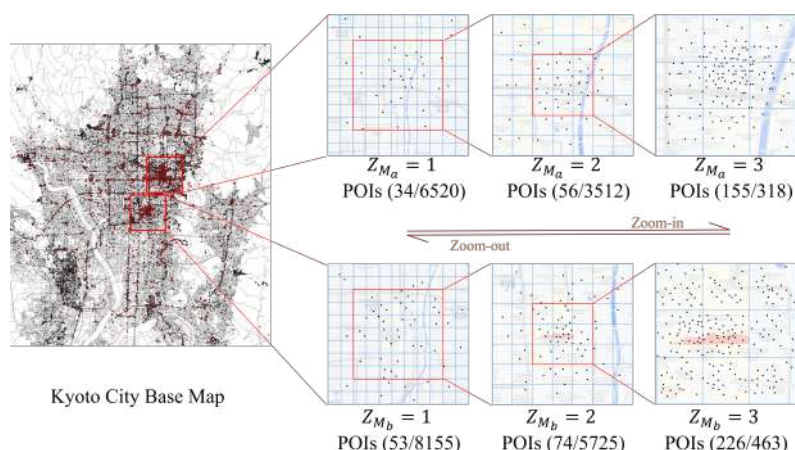 Z_{M_a} = 1
POIs (34/6520)
Z_{M_a} = 2
POIs (56/3512)
Z_{M_a} = 3
POIs (155/318)
Zoom-in
Zoom-out
Kyoto City Base Map
Z_{M_b} = 1
POIs (53/8155)
Z_{M_b} = 2
POIs (74/5725)
Z_{M_b} = 3
POIs (226/463)